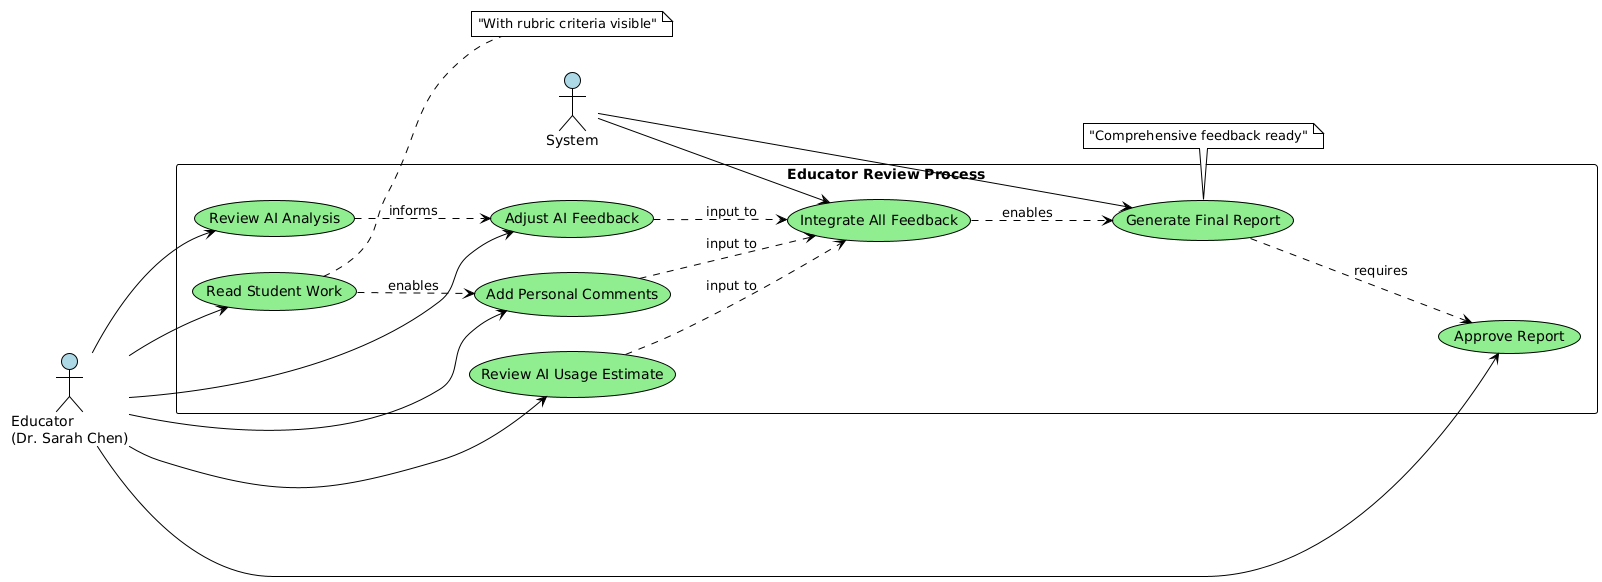 "With rubric criteria visible"
System
"Comprehensive feedback ready"
Educator Review Process
Review AI Analysis
informs
Adjust AI Feedback
input to
Integrate All Feedback
enables
Generate Final Report
Read Student Work
enables
Add Personal Comments
input to
input to
requires
Approve Report
Review AI Usage Estimate
Educator
(Dr. Sarah Chen)